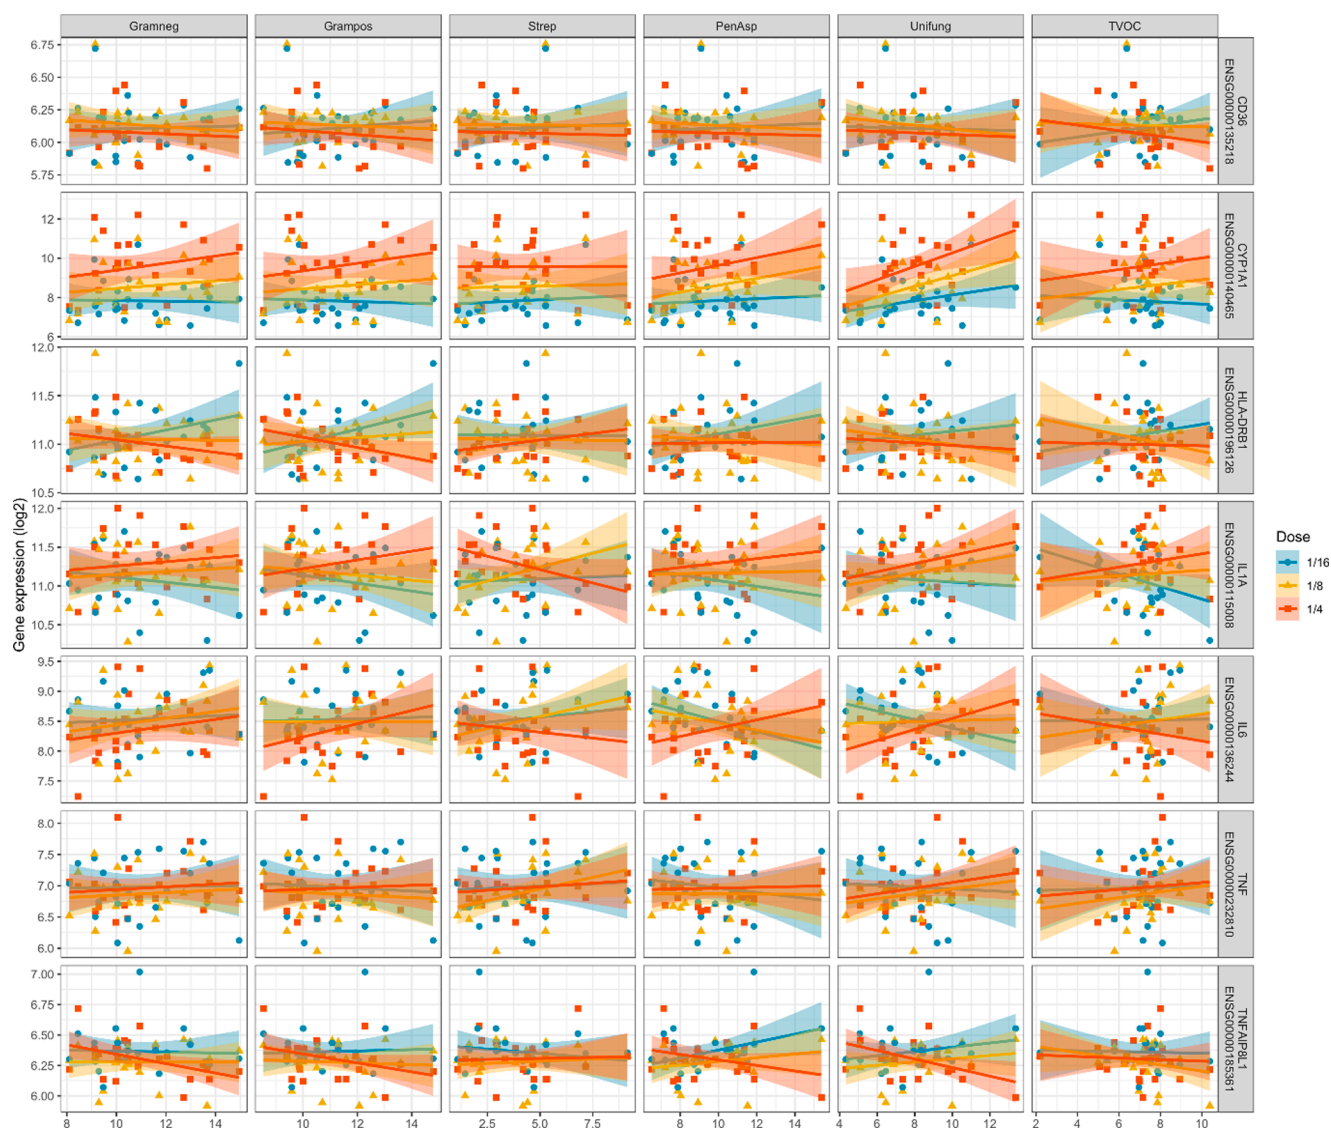 Gramneg Grampos Strep PenAsp Unifung TVOC
6.75
6.50
6.25
6.00
5.75
CD36
ENSG00000135218
12
10
8
6
CYP1A1
ENSG00000140465
12.0
11.5
11.0
10.5
HLA-DRB1
ENSG00000196126
Gene expression (log2)
12.0
11.5
11.0
10.5
IL1A
ENSG00000115008
Dose
1/16
1/8
1/4
9.5
9.0
8.5
8.0
7.5
IL6
ENSG00000136244
8.0
7.5
7.0
6.5
6.0
TNF
ENSG00000232810
7.00
6.75
6.50
6.25
6.00
TNFAIP8L1
ENSG00000185361
8 10 12 14 10 12 14 2.5 5.0 7.5 8 10 12 14 4 6 8 10 12 2 4 6 8 10